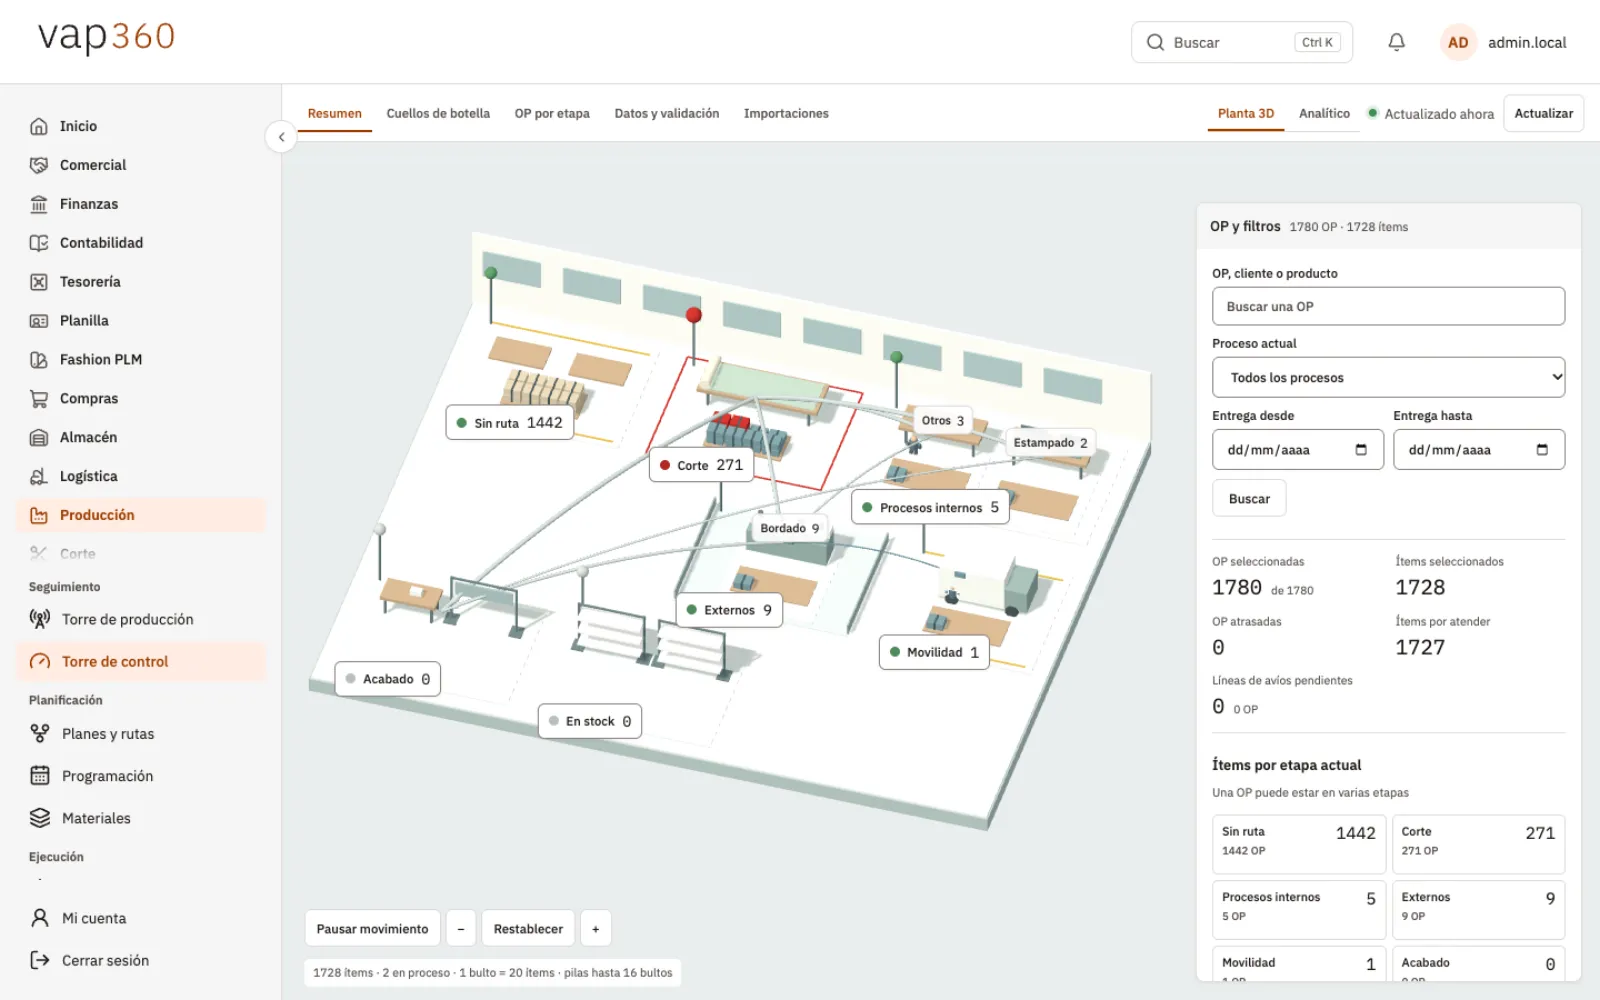 vap360
Buscar Ctrl K
AD admin.local
Inicio
Comercial
Finanzas
Contabilidad
Tesorería
Planilla
Fashion PLM
Compras
Almacén
Logística
Producción
Corte
Seguimiento
Torre de producción
Torre de control
Planificación
Planes y rutas
Programación
Materiales
Ejecución
Mi cuenta
Cerrar sesión
Resumen Cuellos de botella OP por etapa Datos y validación Importaciones
Planta 3D Analítico Actualizado ahora Actualizar
Sin ruta 1442
Corte 271
Otros 3
Estampado 2
Procesos internos 5
Bordado 9
Externos 9
Movilidad 1
Acabado 0
En stock 0
Pausar movimiento – Restablecer +
1728 ítems · 2 en proceso · 1 bulto = 20 ítems · pilas hasta 16 bultos
OP y filtros 1780 OP · 1728 ítems
OP, cliente o producto
Buscar una OP
Proceso actual
Todos los procesos
Entrega desde Entrega hasta
dd/mm/aaaa dd/mm/aaaa
Buscar
OP seleccionadas Ítems seleccionados
1780 de 1780 1728
OP atrasadas Ítems por atender
0 1727
Líneas de avíos pendientes
0 0 OP
Ítems por etapa actual
Una OP puede estar en varias etapas
Sin ruta 1442 Corte 271
1442 OP 271 OP
Procesos internos 5 Externos 9
5 OP 9 OP
Movilidad 1 Acabado 0